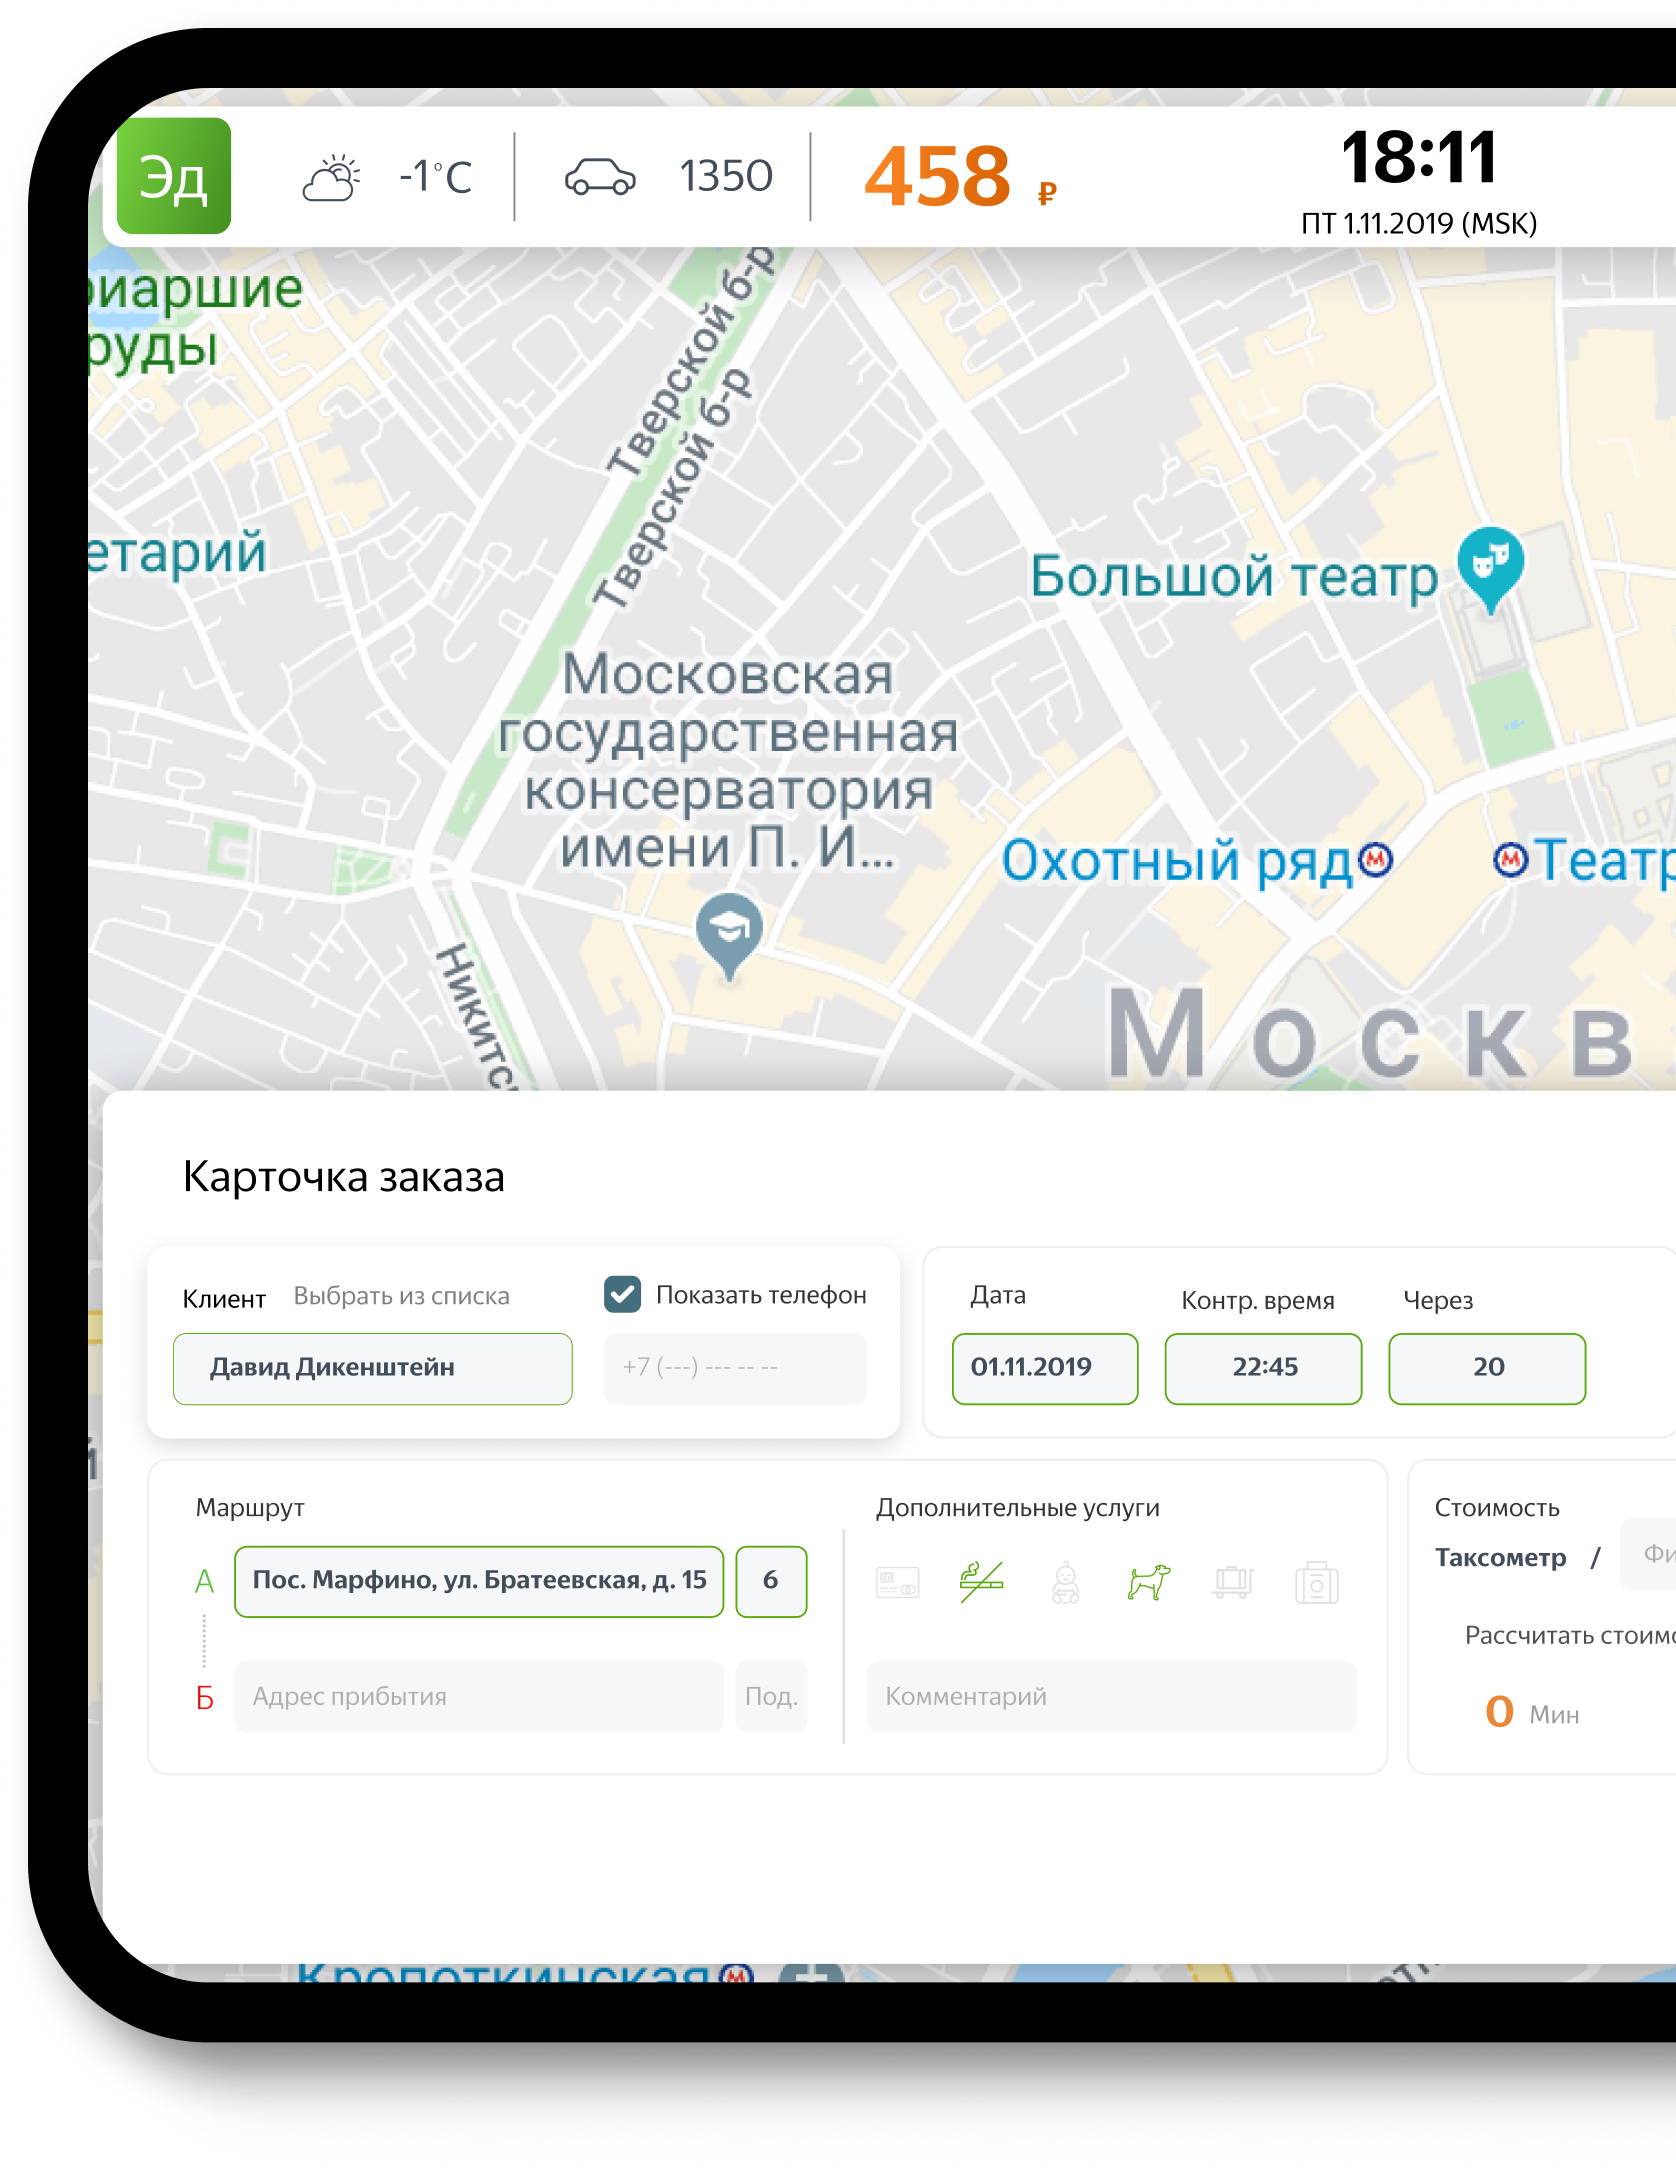 Эд
-1°C
1350
458 ₽
18:11
ПТ 1.11.2019 (MSK)
риаршие
руды
Тверской б-р
Тверской б-р
етарий
Большой театр
Московская
государственная
консерватория
имени П. И...
Охотный ряд
М
М
Театр
Никитс
Москв
Карточка заказа
Клиент
Выбрать из списка
Показать телефон
Давид Дикенштейн
+7 (---) --- -- --
Дата
Контр. время
Через
01.11.2019
22:45
20
й
Маршрут
А
Пос. Марфино, ул. Братеевская, д. 15
6
Б
Адрес прибытия
Под.
Дополнительные услуги
Комментарий
Стоимость
Таксометр /
Фи
Рассчитать стоимо
0 Мин
Кропоткинская
М